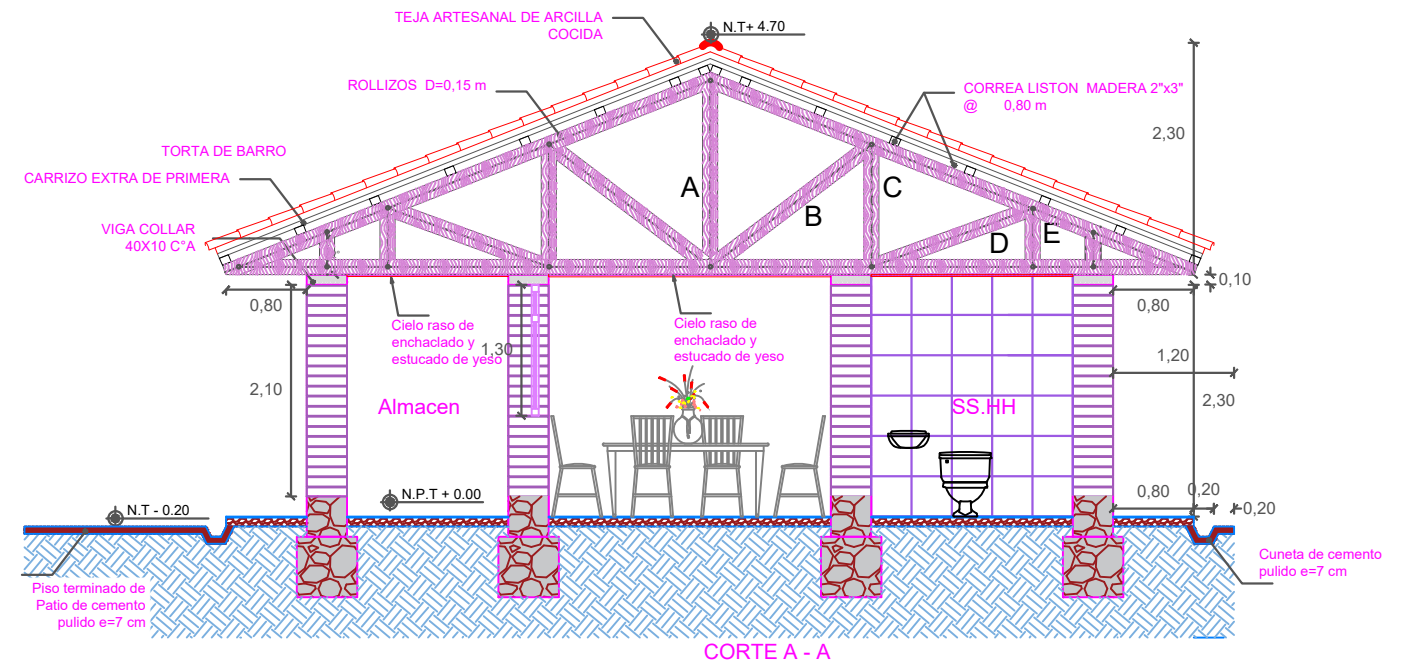 TEJA ARTESANAL DE ARCILLA
COCIDA
N.T+ 4.70
ROLLIZOS D=0,15 m
CORREA LISTON MADERA 2"x3"
@ 0,80 m
2,30
TORTA DE BARRO
CARRIZO EXTRA DE PRIMERA
A
C
B
VIGA COLLAR
40X10 C°A
D
E
0,10
0,80
0,80
Cielo raso de
enchaclado y
estucado de yeso
1,30
Cielo raso de
enchaclado y
estucado de yeso
1,20
2,10
2,30
Almacen
SS.HH
N.P.T + 0.00
0,80
0,20
0,20
N.T - 0.20
Piso terminado de
Patio de cemento
pulido e=7 cm
Cuneta de cemento
pulido e=7 cm
CORTE A - A